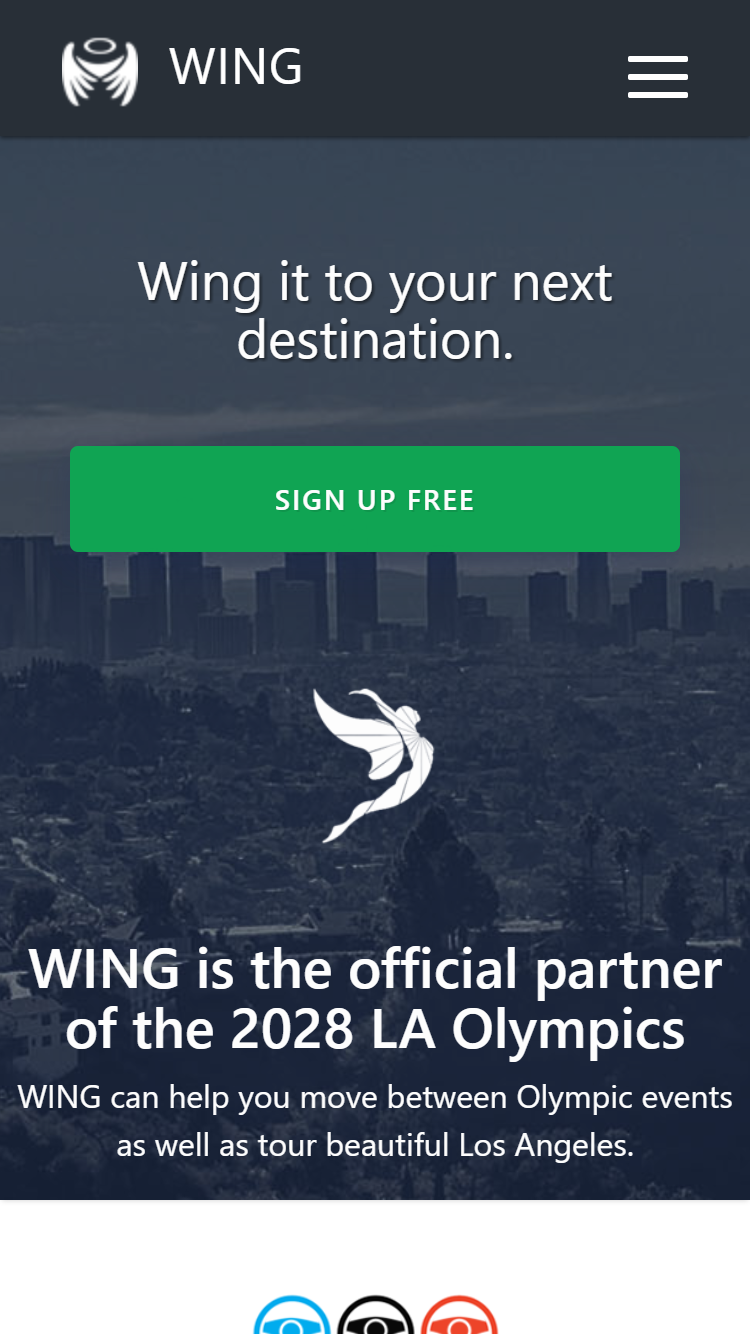 WING
Wing it to your next
destination.
SIGN UP FREE
WING is the official partner
of the 2028 LA Olympics
WING can help you move between Olympic events
as well as tour beautiful Los Angeles.